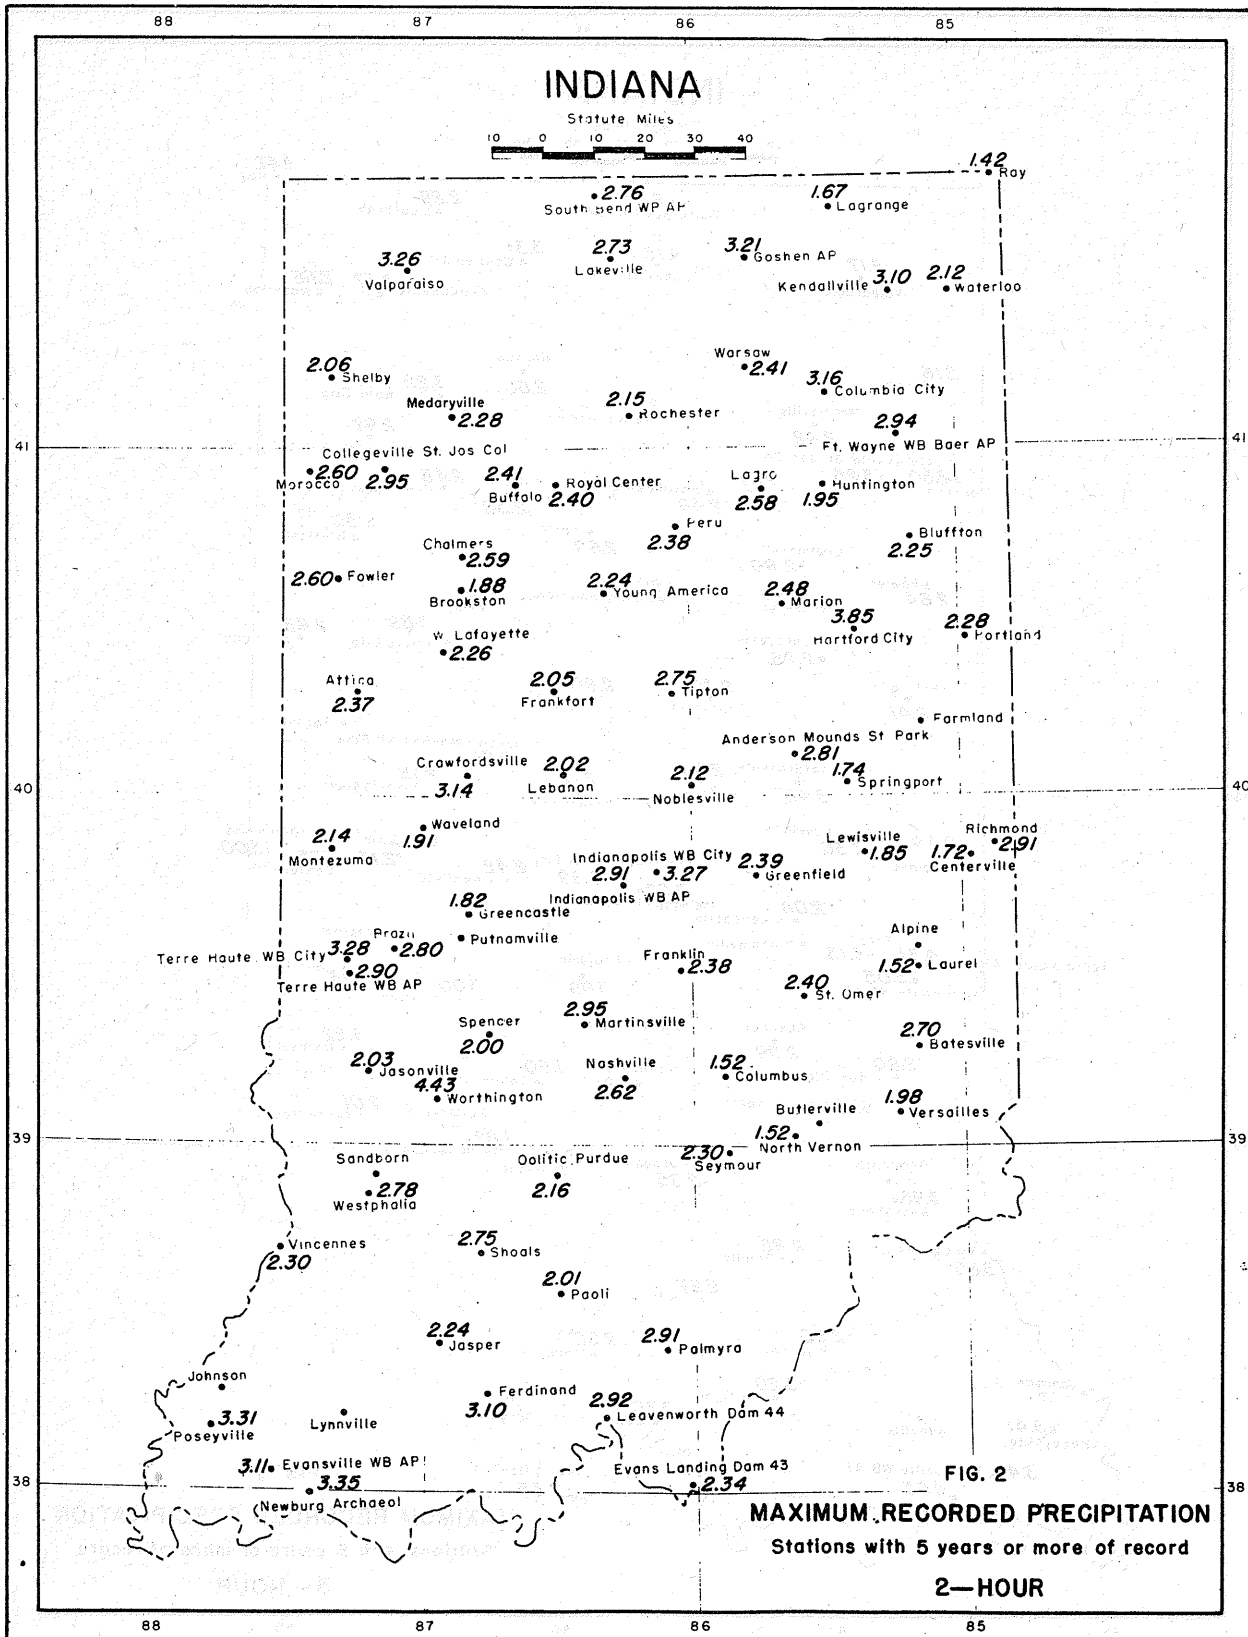 88 87 86 85
INDIANA
Statute Miles
10 0 10 20 30 40
1.42
Ray
2.76
South Bend WP AP
1.67
Lagrange
3.26
Valparaiso
2.73
Lakeville
3.21
Goshen AP
Kendallville 3.10
2.12
Waterloo
2.06
Shelby
Warsaw
2.41
3.16
Columbia City
Medaryville
2.28
2.15
Rochester
2.94
Ft. Wayne WB Baer AP
41 41
Collegeville St. Jos Col
2.95
2.60
Morocco
2.41
Buffalo
Royal Center
2.40
Lagro
2.58
Huntington
1.95
Peru
2.38
Bluffton
2.25
Chalmers
2.59
2.60 Fowler
1.88
Brookston
2.24
Young America
2.48
Marion
3.85
Hartford City
2.28
Portland
W Lafayette
2.26
Attica
2.37
2.05
Frankfort
2.75
Tipton
Farmland
Anderson Mounds St Park
2.81
1.74
Springport
Crawfordsville
3.14
2.02
Lebanon
2.12
Noblesville
40 40
Waveland
1.91
2.14
Montezuma
Lewisville
1.85
Richmond
2.91
1.72
Centerville
Indianapolis WB City
3.27
2.91
Indianapolis WB AP
2.39
Greenfield
1.82
Greencastle
Putnamville
Brazil
2.80
Terre Haute WB City 3.28
2.90
Terre Haute WB AP
Franklin
2.38
Alpine
1.52 Laurel
2.40
St. Omer
2.95
Martinsville
Spencer
2.00
2.70
Batesville
2.03
Jasonville
4.43
Worthington
Nashville
2.62
1.52
Columbus
1.98
Versailles
Butlerville
1.52
North Vernon
39 39
2.30
Seymour
Sandborn
2.78
Westphalia
Oolitic Purdue
2.16
Vincennes
2.30
2.75
Shoals
2.01
Paoli
2.24
Jasper
2.91
Palmyra
Johnson
Ferdinand
3.10
2.92
Leavenworth Dam 44
3.31
Poseyville
Lynnville
3.11 Evansville WB AP
3.35
Newburg Archaeol
Evans Landing Dam 43
2.34
38 38
FIG. 2
MAXIMUM RECORDED PRECIPITATION
Stations with 5 years or more of record
2—HOUR
88 87 86 85